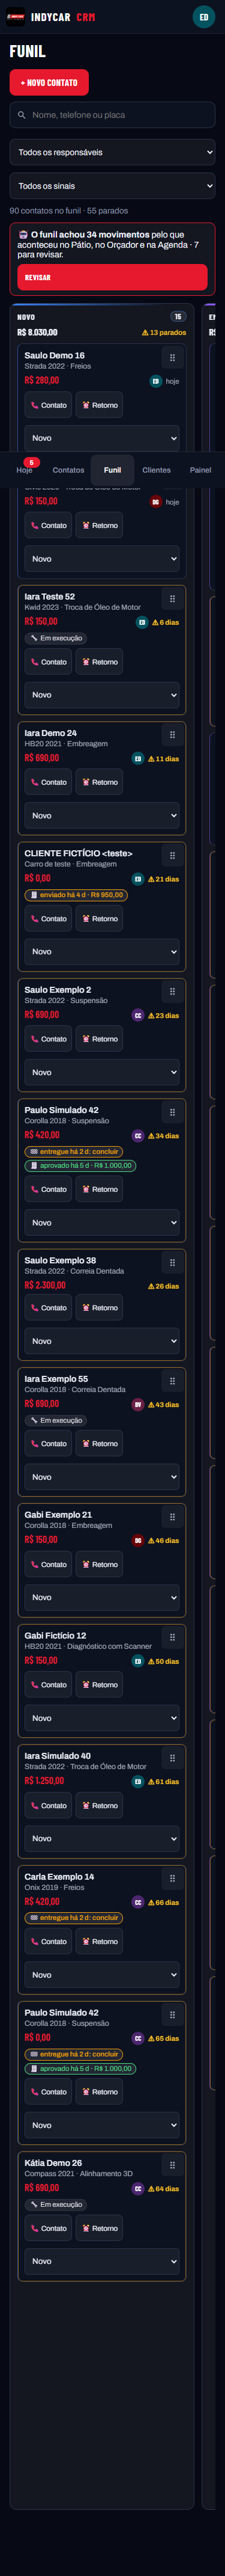 INDYCAR CRM
ED
FUNIL
+ NOVO CONTATO
Nome, telefone ou placa
Todos os responsáveis
Todos os sinais
90 contatos no funil · 55 parados
O funil achou 34 movimentos pelo que
aconteceu no Pátio, no Orçador e na Agenda · 7
para revisar.
REVISAR
NOVO
15
R$ 9.030,00
⚠ 13 parados
Saulo Demo 16
Strada 2022 · Freios
R$ 280,00
ED hoje
Contato
Retorno
Novo
5
Hoje
Contatos
Funil
Clientes
Painel
R$ 150,00
DG hoje
Contato
Retorno
Novo
Iara Teste 52
Kwid 2023 · Troca de Óleo de Motor
R$ 150,00
ED ⚠ 6 dias
Em execução
Contato
Retorno
Novo
Iara Demo 24
HB20 2021 · Embreagem
R$ 690,00
ED ⚠ 11 dias
Contato
Retorno
Novo
CLIENTE FICTÍCIO <teste>
Carro de teste · Embreagem
R$ 0,00
ED ⚠ 21 dias
enviado há 4 d · R$ 950,00
Contato
Retorno
Novo
Saulo Exemplo 2
Strada 2022 · Suspensão
R$ 690,00
CC ⚠ 23 dias
Contato
Retorno
Novo
Paulo Simulado 42
Corolla 2018 · Suspensão
R$ 420,00
CC ⚠ 34 dias
entregue há 2 d: concluir
aprovado há 5 d · R$ 1.000,00
Contato
Retorno
Novo
Saulo Exemplo 38
Strada 2022 · Correia Dentada
R$ 2.300,00
⚠ 26 dias
Contato
Retorno
Novo
Iara Exemplo 55
Corolla 2018 · Correia Dentada
R$ 690,00
⚠ 43 dias
Em execução
Contato
Retorno
Novo
Gabi Exemplo 21
Corolla 2018 · Embreagem
R$ 150,00
DG ⚠ 46 dias
Contato
Retorno
Novo
Gabi Fictício 12
HB20 2021 · Diagnóstico com Scanner
R$ 150,00
ED ⚠ 50 dias
Contato
Retorno
Novo
Iara Simulado 40
Strada 2022 · Troca de Óleo de Motor
R$ 1.250,00
ED ⚠ 61 dias
Contato
Retorno
Novo
Carla Exemplo 14
Onix 2019 · Freios
R$ 420,00
CC ⚠ 66 dias
entregue há 2 d: concluir
Contato
Retorno
Novo
Paulo Simulado 42
Corolla 2018 · Suspensão
R$ 0,00
CC ⚠ 65 dias
entregue há 2 d: concluir
aprovado há 5 d · R$ 1.000,00
Contato
Retorno
Novo
Kátia Demo 26
Compass 2021 · Alinhamento 3D
R$ 690,00
CC ⚠ 64 dias
Em execução
Contato
Retorno
Novo